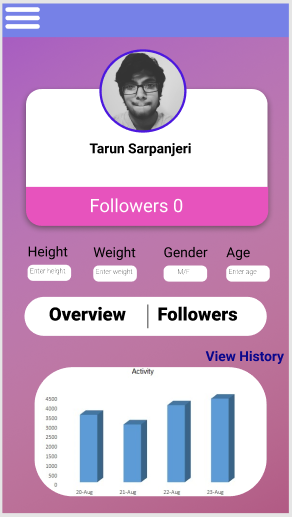 Tarun Sarpanjeri
Followers 0
Height Weight Gender Age
Enter height Enter weight M/F Enter age
Overview Followers
View History
Activity
4500
4000
3500
3000
2500
2000
1500
1000
500
0
20-Aug 21-Aug 22-Aug 23-Aug